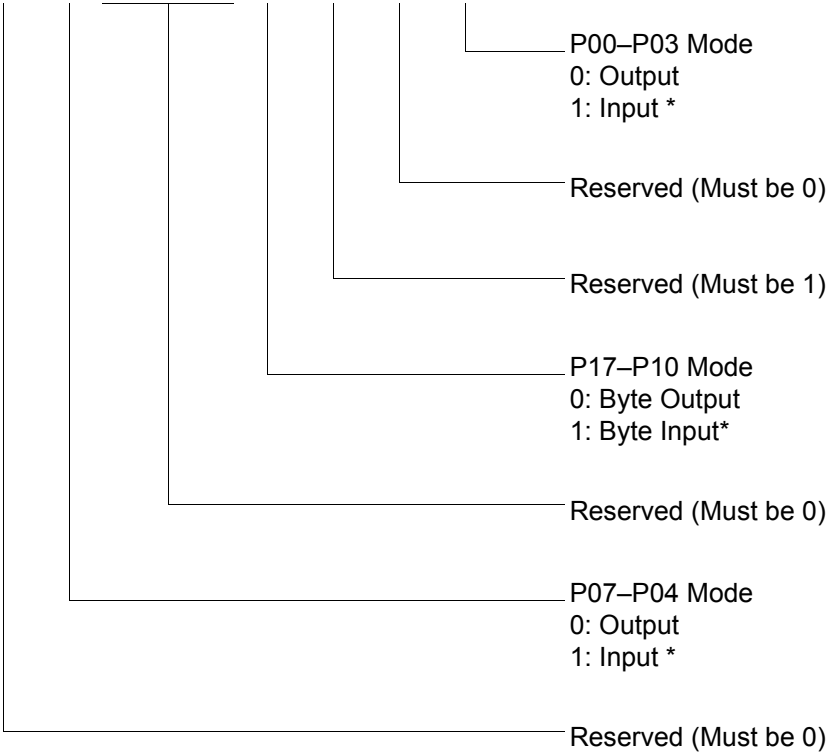 P00–P03 Mode
0: Output
1: Input *
Reserved (Must be 0)
Reserved (Must be 1)
P17–P10 Mode
0: Byte Output
1: Byte Input*
Reserved (Must be 0)
P07–P04 Mode
0: Output
1: Input *
Reserved (Must be 0)